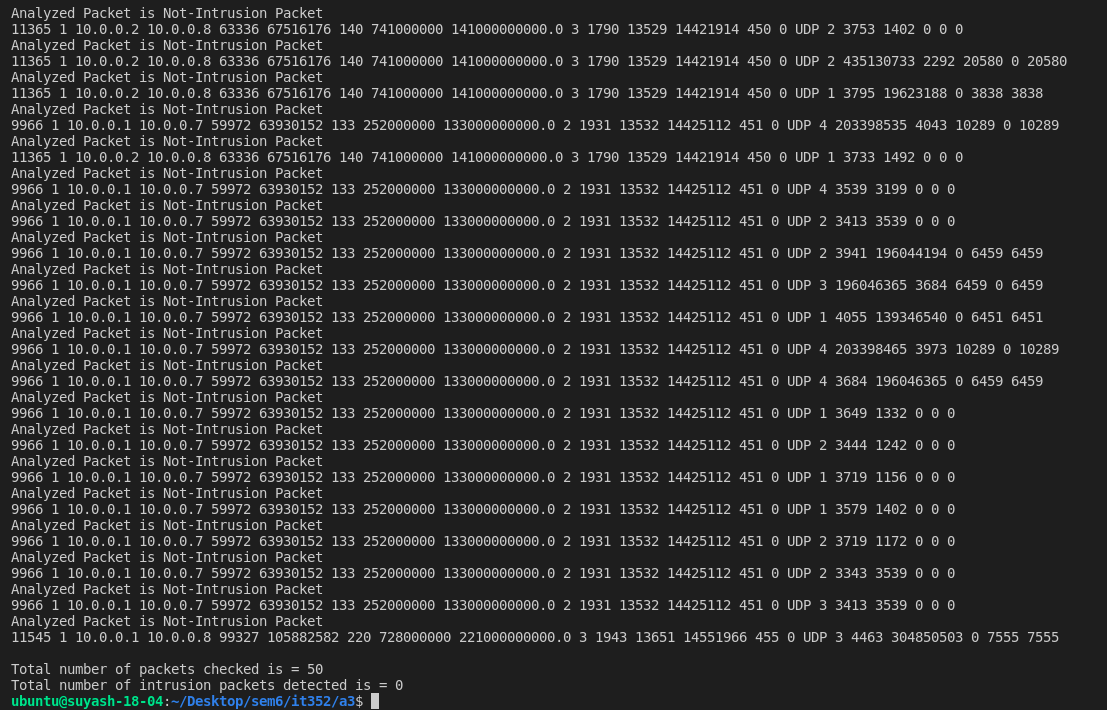 Analyzed Packet is Not-Intrusion Packet
11365 1 10.0.0.2 10.0.0.8 63336 67516176 140 741000000 141000000000.0 3 1790 13529 14421914 450 0 UDP 2 3753 1402 0 0 0
Analyzed Packet is Not-Intrusion Packet
11365 1 10.0.0.2 10.0.0.8 63336 67516176 140 741000000 141000000000.0 3 1790 13529 14421914 450 0 UDP 2 435130733 2292 20580 0 20580
Analyzed Packet is Not-Intrusion Packet
11365 1 10.0.0.2 10.0.0.8 63336 67516176 140 741000000 141000000000.0 3 1790 13529 14421914 450 0 UDP 1 3795 19623188 0 3838 3838
Analyzed Packet is Not-Intrusion Packet
9966 1 10.0.0.1 10.0.0.7 59972 63930152 133 252000000 133000000000.0 2 1931 13532 14425112 451 0 UDP 4 203398535 4043 10289 0 10289
Analyzed Packet is Not-Intrusion Packet
11365 1 10.0.0.2 10.0.0.8 63336 67516176 140 741000000 141000000000.0 3 1790 13529 14421914 450 0 UDP 1 3733 1492 0 0 0
Analyzed Packet is Not-Intrusion Packet
9966 1 10.0.0.1 10.0.0.7 59972 63930152 133 252000000 133000000000.0 2 1931 13532 14425112 451 0 UDP 4 3539 3199 0 0 0
Analyzed Packet is Not-Intrusion Packet
9966 1 10.0.0.1 10.0.0.7 59972 63930152 133 252000000 133000000000.0 2 1931 13532 14425112 451 0 UDP 2 3413 3539 0 0 0
Analyzed Packet is Not-Intrusion Packet
9966 1 10.0.0.1 10.0.0.7 59972 63930152 133 252000000 133000000000.0 2 1931 13532 14425112 451 0 UDP 2 3941 196044194 0 6459 6459
Analyzed Packet is Not-Intrusion Packet
9966 1 10.0.0.1 10.0.0.7 59972 63930152 133 252000000 133000000000.0 2 1931 13532 14425112 451 0 UDP 3 196046365 3684 6459 0 6459
Analyzed Packet is Not-Intrusion Packet
9966 1 10.0.0.1 10.0.0.7 59972 63930152 133 252000000 133000000000.0 2 1931 13532 14425112 451 0 UDP 1 4055 139346540 0 6451 6451
Analyzed Packet is Not-Intrusion Packet
9966 1 10.0.0.1 10.0.0.7 59972 63930152 133 252000000 133000000000.0 2 1931 13532 14425112 451 0 UDP 4 203398465 3973 10289 0 10289
Analyzed Packet is Not-Intrusion Packet
9966 1 10.0.0.1 10.0.0.7 59972 63930152 133 252000000 133000000000.0 2 1931 13532 14425112 451 0 UDP 4 3684 196046365 0 6459 6459
Analyzed Packet is Not-Intrusion Packet
9966 1 10.0.0.1 10.0.0.7 59972 63930152 133 252000000 133000000000.0 2 1931 13532 14425112 451 0 UDP 1 3649 1332 0 0 0
Analyzed Packet is Not-Intrusion Packet
9966 1 10.0.0.1 10.0.0.7 59972 63930152 133 252000000 133000000000.0 2 1931 13532 14425112 451 0 UDP 2 3444 1242 0 0 0
Analyzed Packet is Not-Intrusion Packet
9966 1 10.0.0.1 10.0.0.7 59972 63930152 133 252000000 133000000000.0 2 1931 13532 14425112 451 0 UDP 1 3719 1156 0 0 0
Analyzed Packet is Not-Intrusion Packet
9966 1 10.0.0.1 10.0.0.7 59972 63930152 133 252000000 133000000000.0 2 1931 13532 14425112 451 0 UDP 1 3579 1402 0 0 0
Analyzed Packet is Not-Intrusion Packet
9966 1 10.0.0.1 10.0.0.7 59972 63930152 133 252000000 133000000000.0 2 1931 13532 14425112 451 0 UDP 2 3719 1172 0 0 0
Analyzed Packet is Not-Intrusion Packet
9966 1 10.0.0.1 10.0.0.7 59972 63930152 133 252000000 133000000000.0 2 1931 13532 14425112 451 0 UDP 2 3343 3539 0 0 0
Analyzed Packet is Not-Intrusion Packet
9966 1 10.0.0.1 10.0.0.7 59972 63930152 133 252000000 133000000000.0 2 1931 13532 14425112 451 0 UDP 3 3413 3539 0 0 0
Analyzed Packet is Not-Intrusion Packet
11545 1 10.0.0.1 10.0.0.8 99327 105882582 220 728000000 221000000000.0 3 1943 13651 14551966 455 0 UDP 3 4463 304850503 0 7555 7555
Total number of packets checked is = 50
Total number of intrusion packets detected is = 0
ubuntu@suyash-18-04:~/Desktop/sem6/it352/a3$